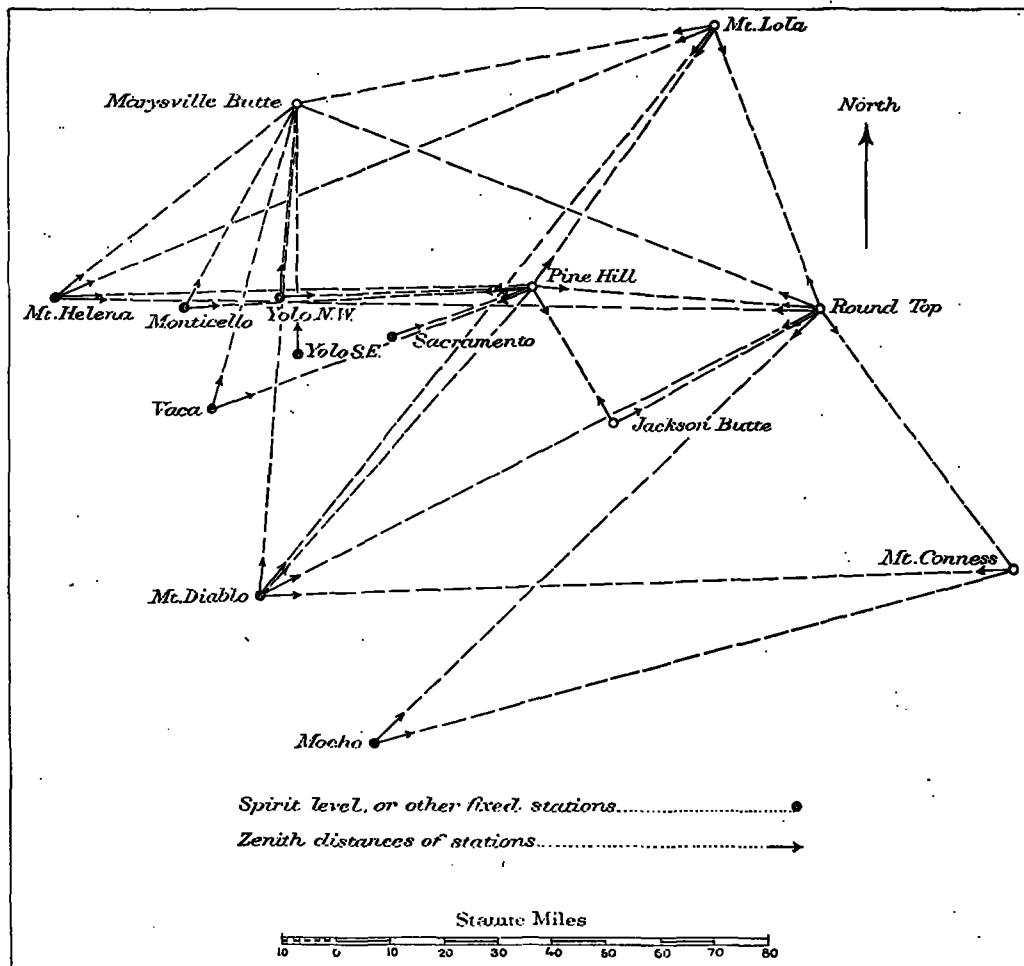 Mt. Lola
Marysville Butte
North
Pine Hill
Mt. Helena
Monticello
Yolo N.W.
Round Top
Yolo S.E.
Sacramento
Vaca
Jackson Butte
Mt. Conness
Mt. Diablo
Mocho
Spirit level, or other fixed stations
Zenith distances of stations
Statute Miles
10 0 10 20 30 40 50 60 70 80